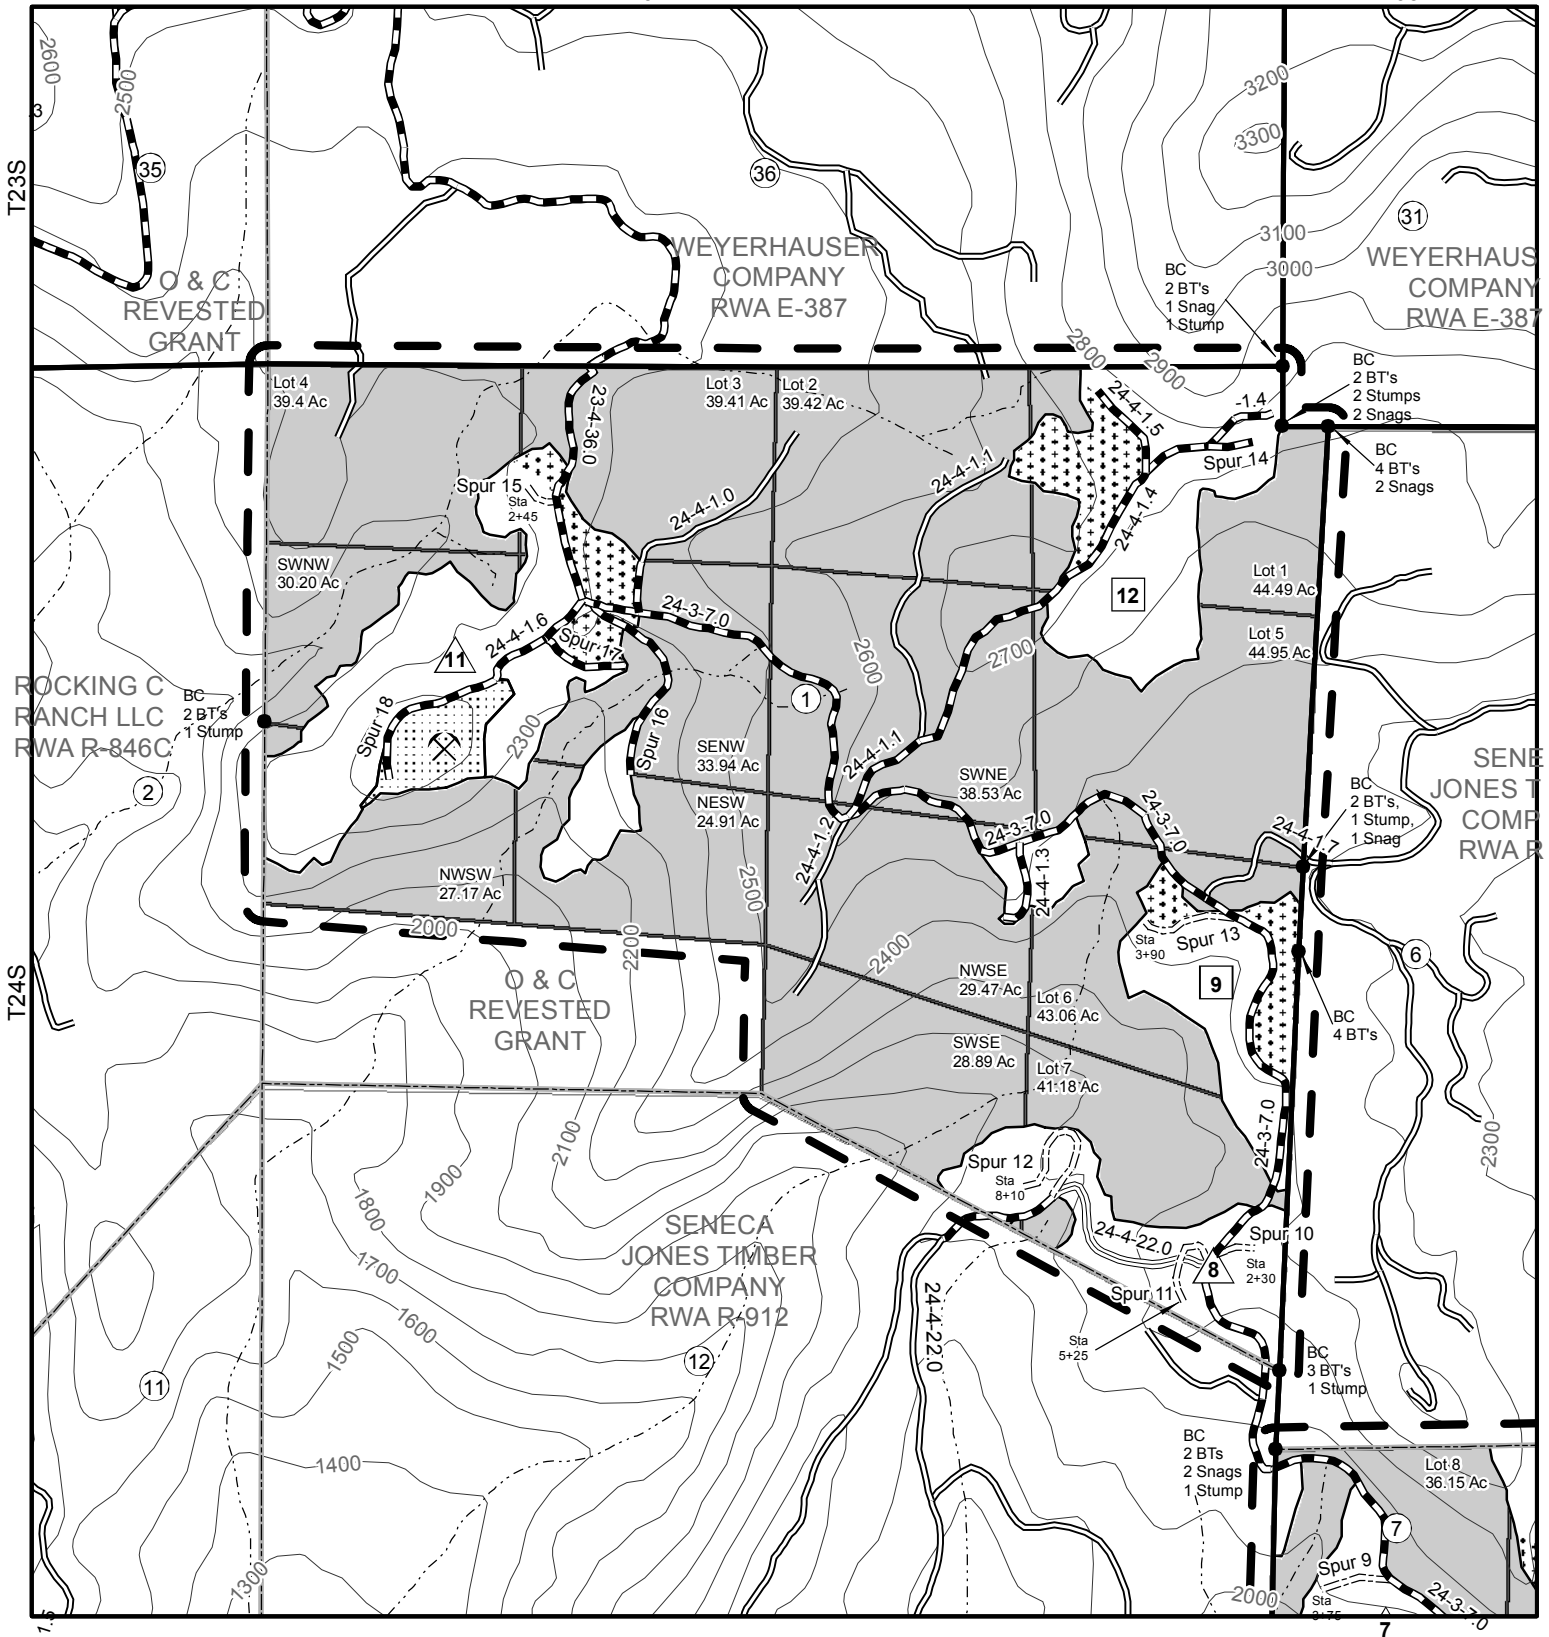 2600
2500
3
35
T23S
36
3200
3300
31
3100
3000
O & C
REVESTED
GRANT
WEYERHAUSER
COMPANY
RWA E-387
BC
2 BT's
1 Snag
1 Stump
WEYERHAUS
COMPANY
RWA E-387
2800
2900
BC
2 BT's
2 Stumps
2 Snags
Lot 4
39.4 Ac
23-4-36.0
Lot 3
39.41 Ac
Lot 2
39.42 Ac
24-4-1.5
-1.4
BC
4 BT's
2 Snags
Spur 14
24-4-1.1
24-4-1.4
Spur 15
Sta
2+45
24-4-1.0
SWNW
30.20 Ac
Lot 1
44.49 Ac
12
24-3-7.0
24-4-1.6
Spur 17
11
Lot 5
44.95 Ac
2600
2700
ROCKING C
RANCH LLC
RWA R-846C
BC
2 BT's
1 Stump
1
Spur 18
2300
Spur 16
SENW
33.94 Ac
24-4-1.1
SWNE
38.53 Ac
2
NESW
24.91 Ac
24-4-1.2
24-3-7.0
24-3-7.0
24-4-1.7
BC
2 BT's,
1 Stump,
1 Snag
SENE
JONES T
COMP
RWA R
NWSW
27.17 Ac
2500
24-4-1.3
2000
2200
2400
Sta
3+90
Spur 13
6
T24S
O & C
REVESTED
GRANT
NWSE
29.47 Ac
Lot 6
43.06 Ac
9
BC
4 BT's
SWSE
28.89 Ac
Lot 7
41.18 Ac
2100
1900
1800
24-3-7.0
2300
Spur 12
Sta
8+10
SENECA
JONES TIMBER
COMPANY
RWA R-912
1700
1600
1500
24-4-22.0
Spur 10
Sta
2+30
8
Spur 11
Sta
5+25
24-4-22.0
12
11
BC
3 BT's
1 Stump
BC
2 BTs
2 Snags
1 Stump
Lot 8
36.15 Ac
1400
7
1300
Spur 9
Sta
3+75
2000
24-3-7.0
7
1.5